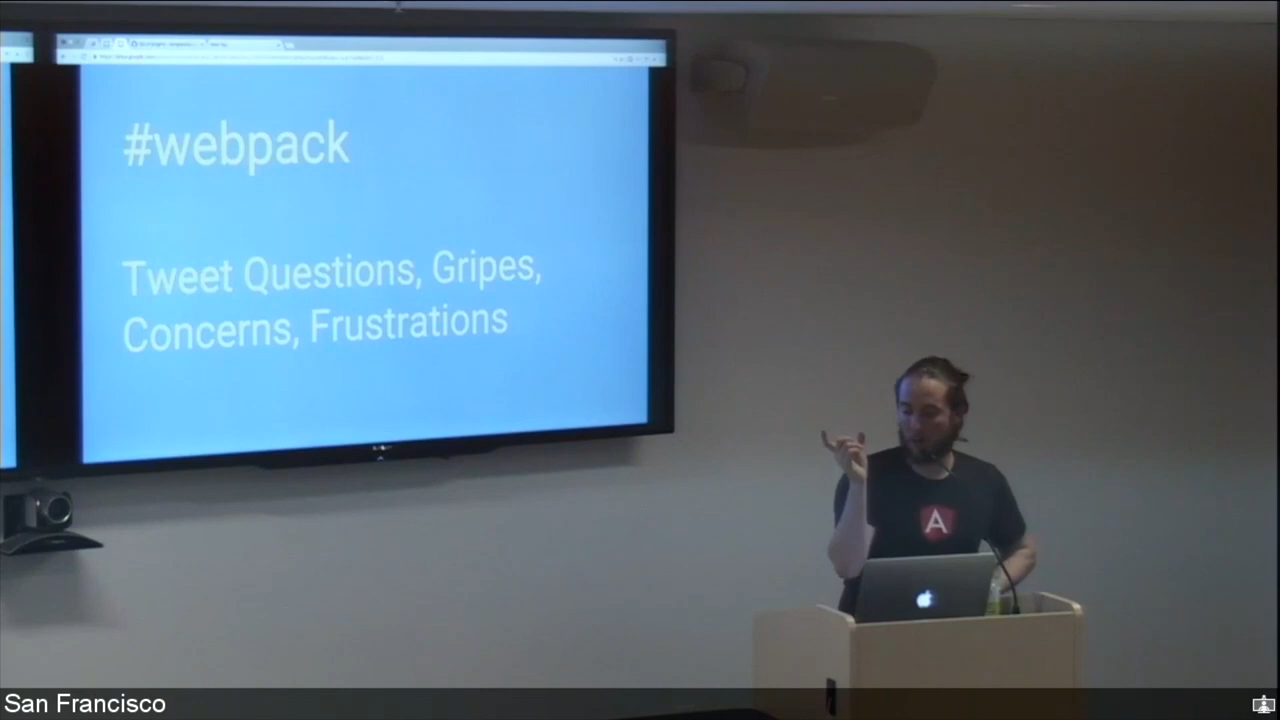 #webpack
Tweet Questions, Gripes,
Concerns, Frustrations
A
San Francisco